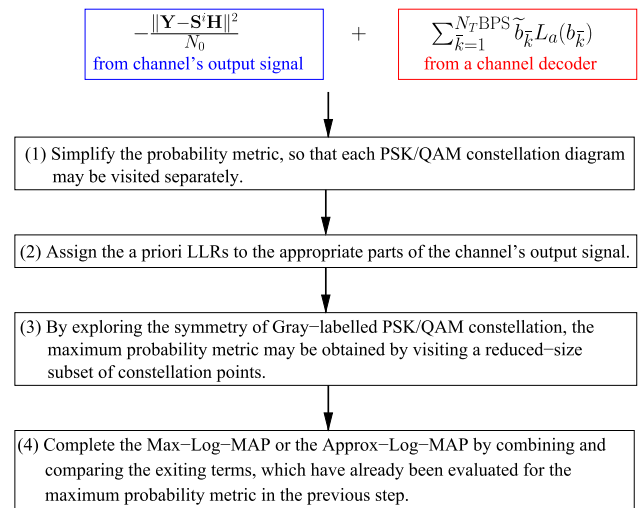 −‖Y−SⁱH‖²/N₀ + ∑_{k̄=1}^{N_T BPS} b̃_k̄ L_a(b_k̄)
from channel's output signal from a channel decoder
(1) Simplify the probability metric, so that each PSK/QAM constellation diagram
may be visited separately.
(2) Assign the a priori LLRs to the appropriate parts of the channel's output signal.
(3) By exploring the symmetry of Gray−labelled PSK/QAM constellation, the
maximum probability metric may be obtained by visiting a reduced−size
subset of constellation points.
(4) Complete the Max−Log−MAP or the Approx−Log−MAP by combining and
comparing the exiting terms, which have already been evaluated for the
maximum probability metric in the previous step.